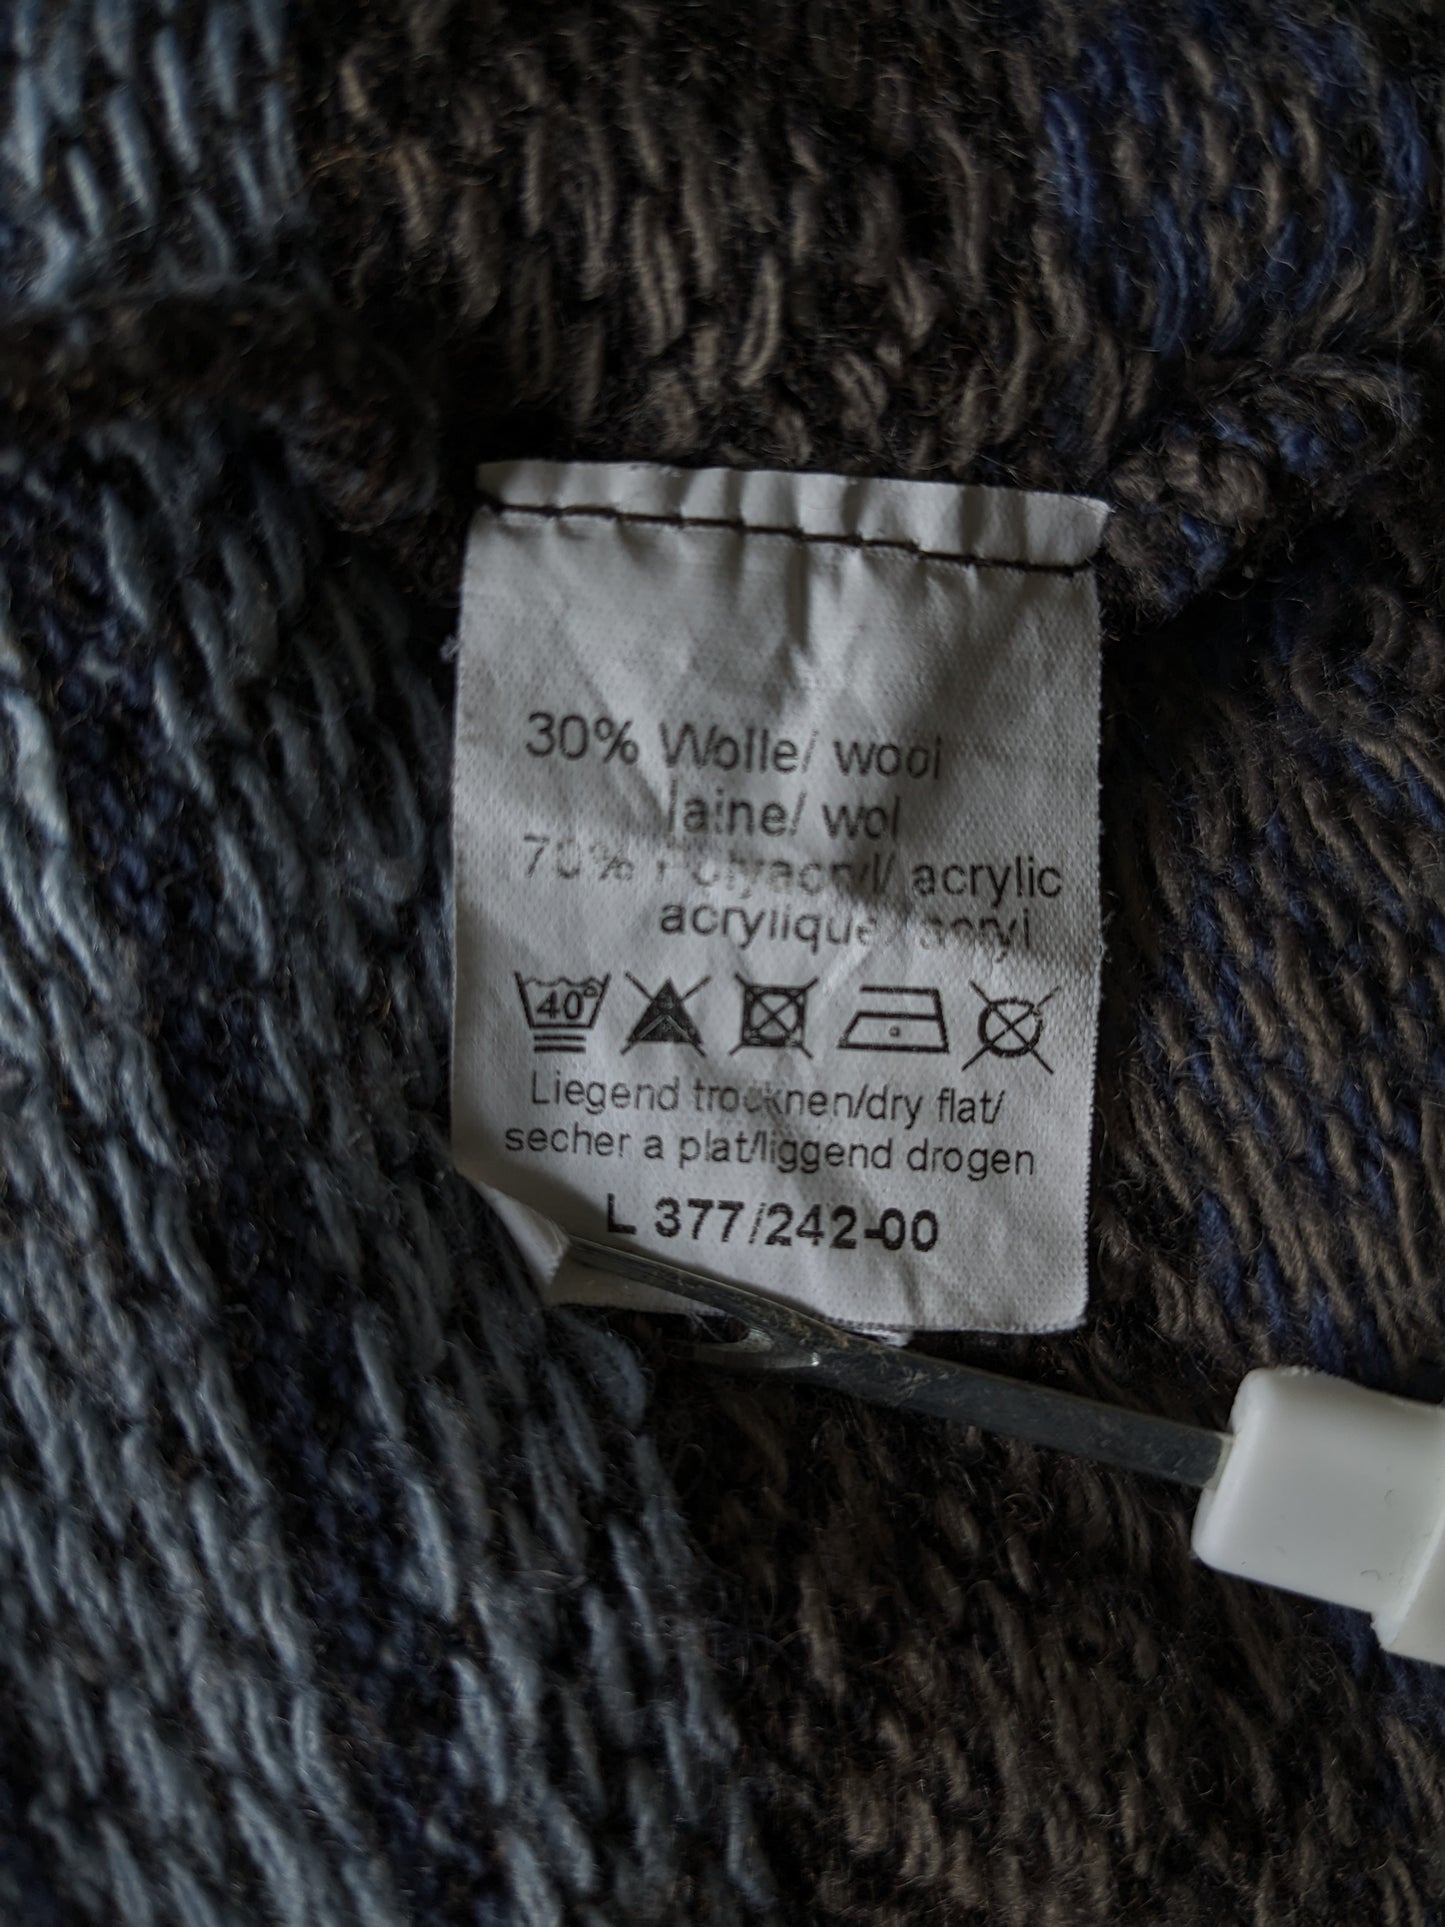 30% Wolle/ wool
laine/ wol
70% Polyacryl/ acrylic
acrylique/ acryl
40°
Liegend trocknen/dry flat/
secher a plat/liggend drogen
L 377/242-00